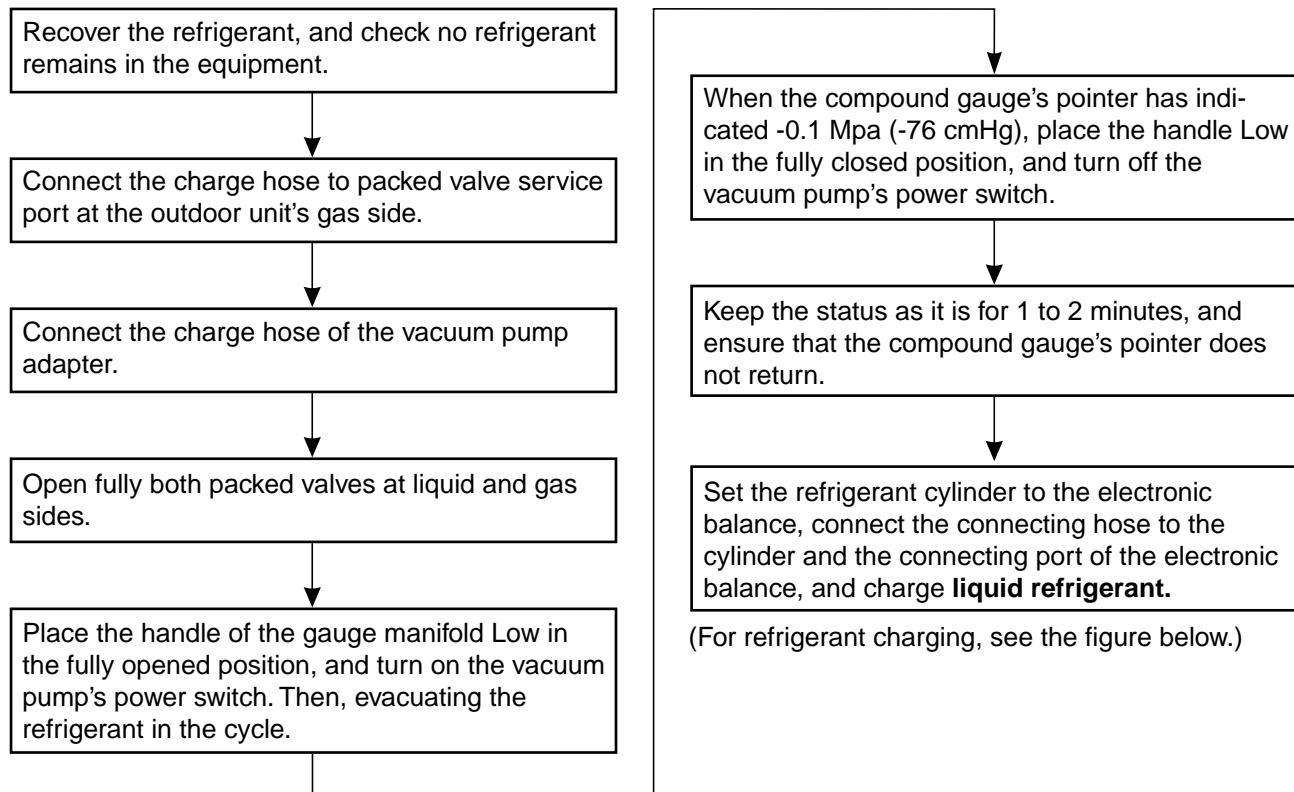 Recover the refrigerant, and check no refrigerant
remains in the equipment.
Connect the charge hose to packed valve service
port at the outdoor unit's gas side.
Connect the charge hose of the vacuum pump
adapter.
Open fully both packed valves at liquid and gas
sides.
Place the handle of the gauge manifold Low in
the fully opened position, and turn on the vacuum
pump's power switch. Then, evacuating the
refrigerant in the cycle.
When the compound gauge's pointer has indi-
cated -0.1 Mpa (-76 cmHg), place the handle Low
in the fully closed position, and turn off the
vacuum pump's power switch.
Keep the status as it is for 1 to 2 minutes, and
ensure that the compound gauge's pointer does
not return.
Set the refrigerant cylinder to the electronic
balance, connect the connecting hose to the
cylinder and the connecting port of the electronic
balance, and charge liquid refrigerant.
(For refrigerant charging, see the figure below.)